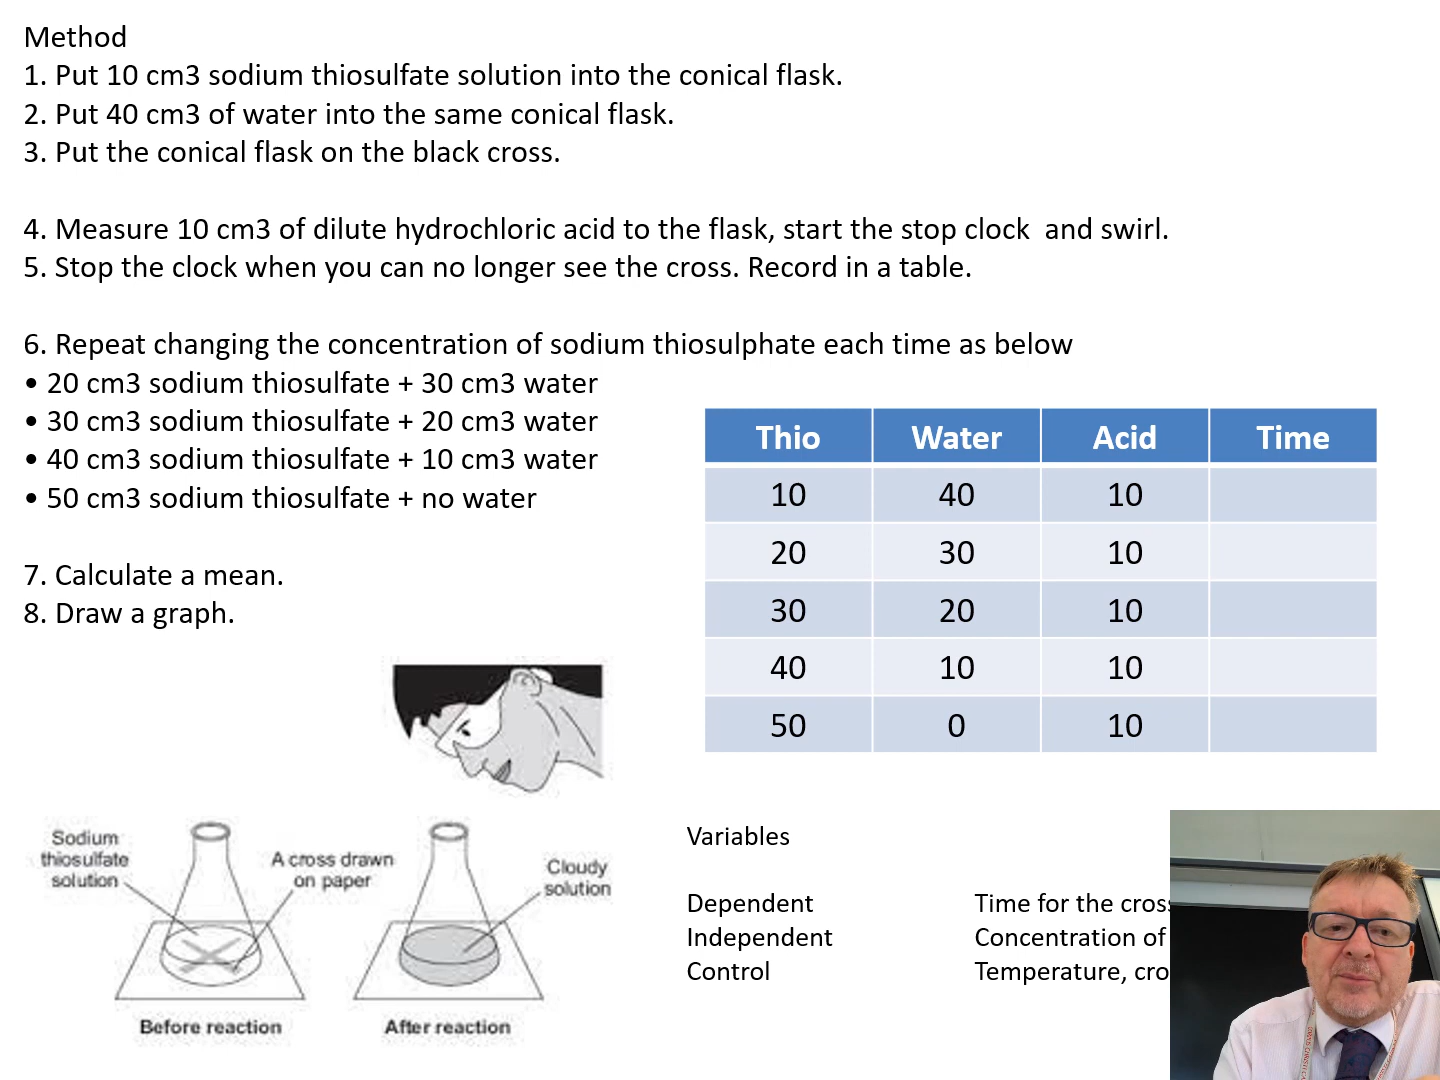 Method
1. Put 10 cm3 sodium thiosulfate solution into the conical flask.
2. Put 40 cm3 of water into the same conical flask.
3. Put the conical flask on the black cross.
4. Measure 10 cm3 of dilute hydrochloric acid to the flask, start the stop clock  and swirl.
5. Stop the clock when you can no longer see the cross. Record in a table.
6. Repeat changing the concentration of sodium thiosulphate each time as below
• 20 cm3 sodium thiosulfate + 30 cm3 water
• 30 cm3 sodium thiosulfate + 20 cm3 water
• 40 cm3 sodium thiosulfate + 10 cm3 water
• 50 cm3 sodium thiosulfate + no water
7. Calculate a mean.
8. Draw a graph.
Thio Water Acid Time
10 40 10
20 30 10
30 20 10
40 10 10
50 0 10
Sodium
thiosulfate
solution
A cross drawn
on paper
Cloudy
solution
Before reaction
After reaction
Variables
Dependent Time for the
Independent Concentration of
Control Temperature,